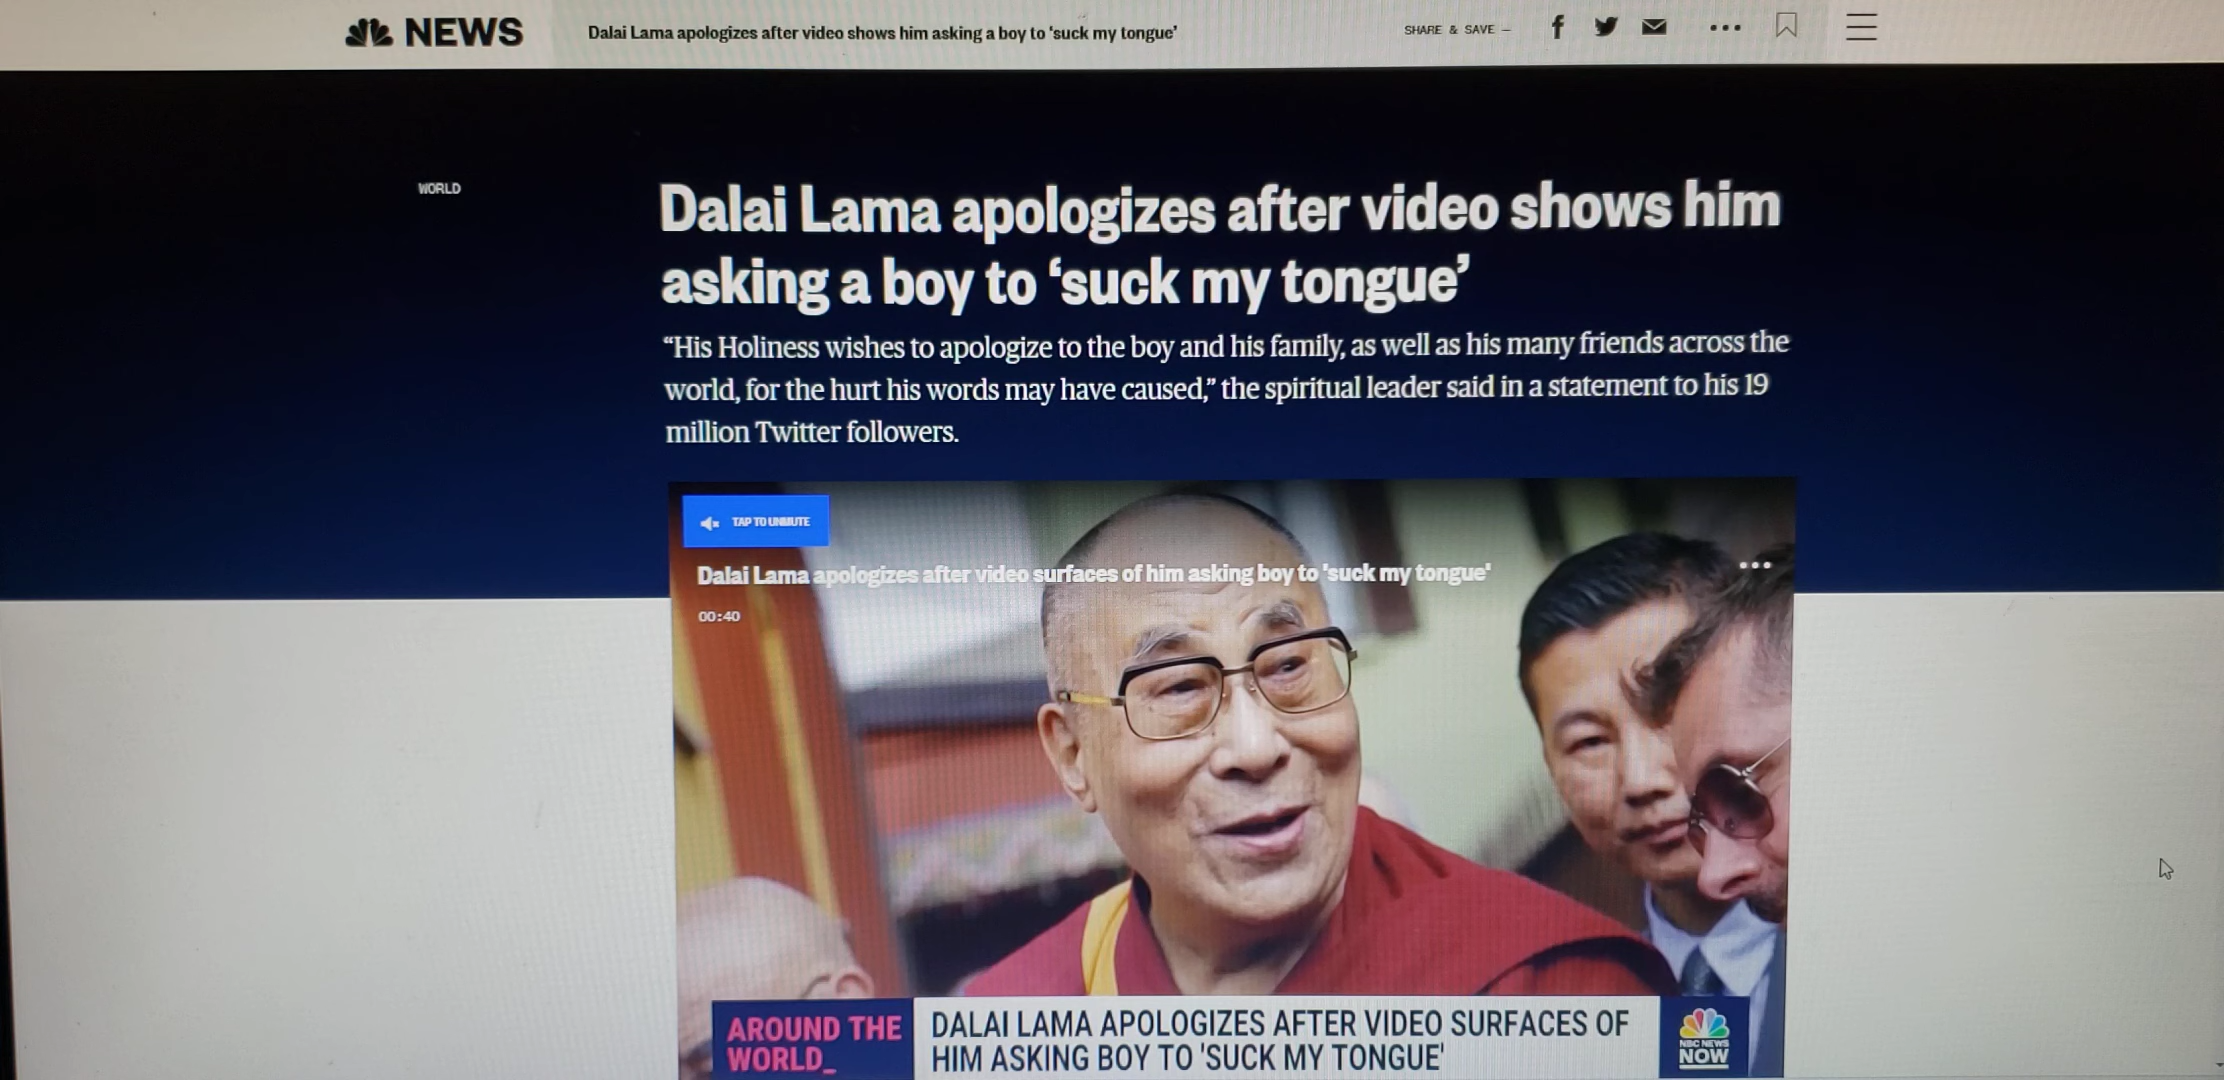 NEWS
Dalai Lama apologizes after video shows him asking a boy to 'suck my tongue'
SHARE & SAVE —
WORLD
Dalai Lama apologizes after video shows him
asking a boy to ‘suck my tongue’
“His Holiness wishes to apologize to the boy and his family, as well as his many friends across the
world, for the hurt his words may have caused,” the spiritual leader said in a statement to his 19
million Twitter followers.
TAP TO UNMUTE
Dalai Lama apologizes after video surfaces of him asking boy to 'suck my tongue'
00:40
AROUND THE
WORLD_
DALAI LAMA APOLOGIZES AFTER VIDEO SURFACES OF
HIM ASKING BOY TO 'SUCK MY TONGUE'
NBC NEWS
NOW